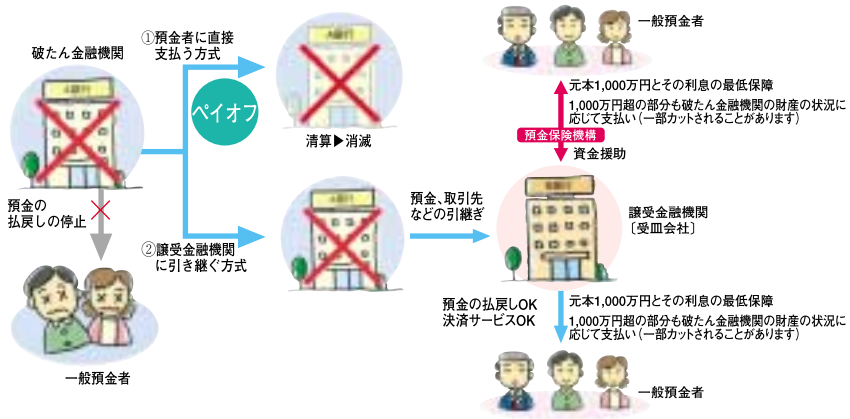 破たん金融機関
A銀行
預金の
払戻しの停止
一般預金者
①預金者に直接
支払う方式
ペイオフ
A銀行
清算▶消滅
②譲受金融機関
に引き継ぐ方式
A銀行
預金、取引先
などの引継ぎ
一般預金者
元本1,000万円とその利息の最低保障
1,000万円超の部分も破たん金融機関の財産の状況に
応じて支払い（一部カットされることがあります）
預金保険機構
資金援助
譲受金融機関
〔受皿会社〕
預金の払戻しOK
決済サービスOK
元本1,000万円とその利息の最低保障
1,000万円超の部分も破たん金融機関の財産の状況に
応じて支払い（一部カットされることがあります）
一般預金者